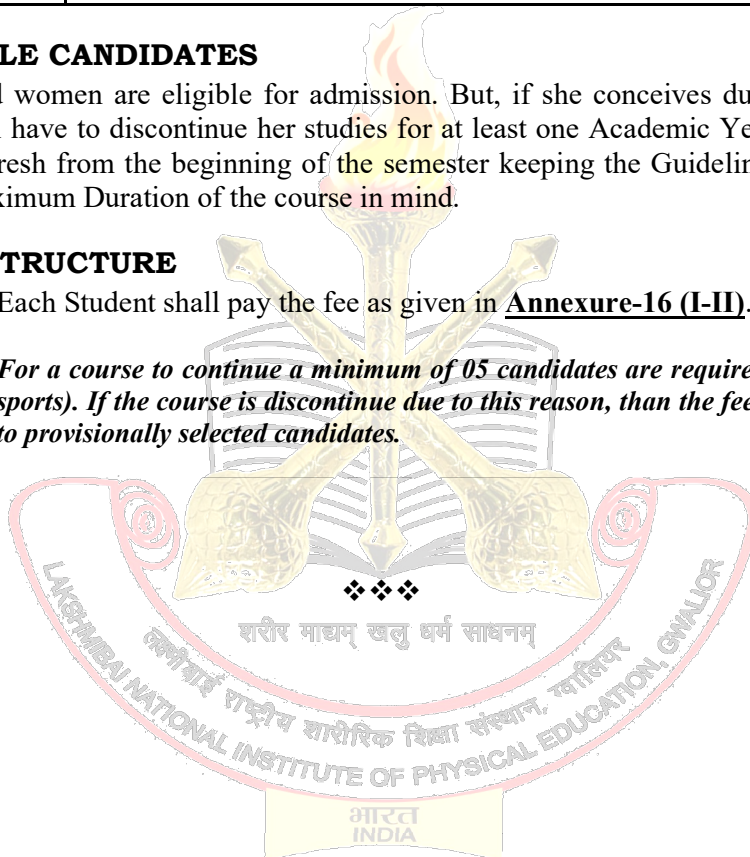 LE CANDIDATES
women are eligible for admission. But, if she conceives du
have to discontinue her studies for at least one Academic Ye
resh from the beginning of the semester keeping the Guidelin
ximum Duration of the course in mind.
TRUCTURE
Each Student shall pay the fee as given in Annexure-16 (I-II).
For a course to continue a minimum of 05 candidates are require
sports). If the course is discontinue due to this reason, than the fee
to provisionally selected candidates.
❖❖❖
शरीर माद्यम् खलु धर्म साधनम्
लक्ष्मीबाई राष्ट्रीय शारीरिक शिक्षा संस्थान, ग्वालियर
LAKSHMIBAI NATIONAL INSTITUTE OF PHYSICAL EDUCATION, GWALIOR
भारत
INDIA